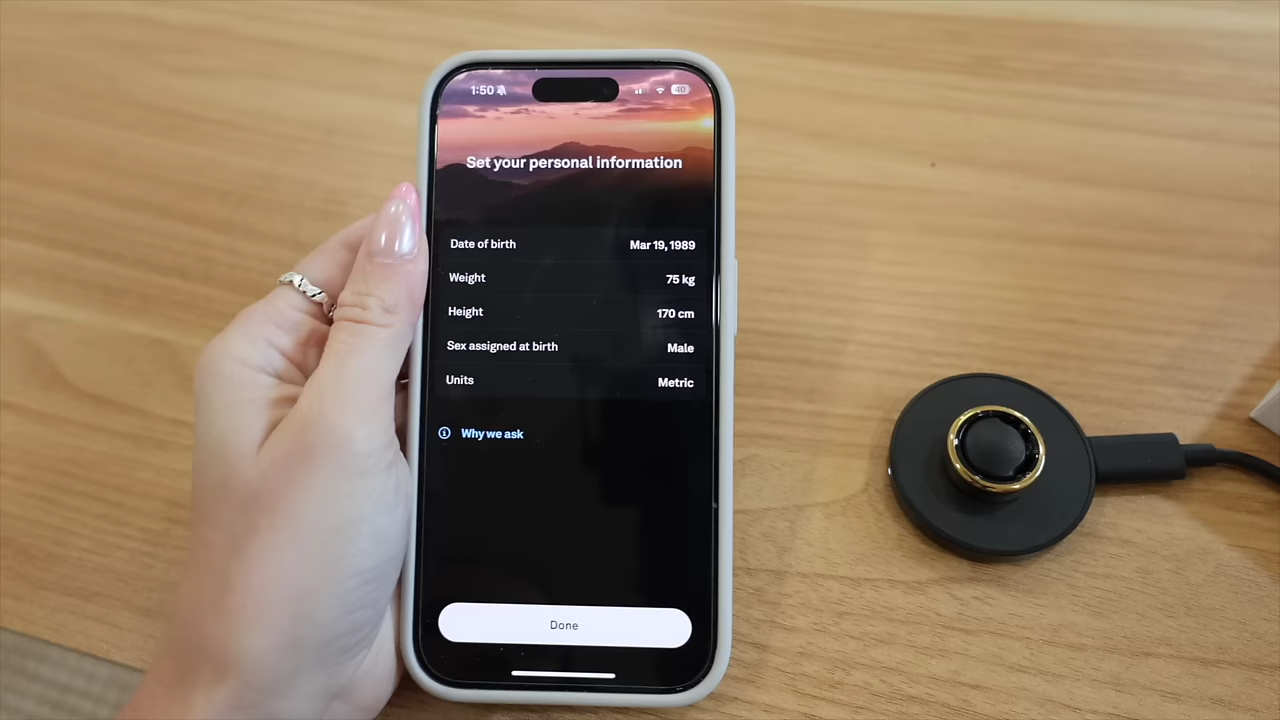 1:50
40
Set your personal information
Date of birth Mar 19, 1989
Weight 75 kg
Height 170 cm
Sex assigned at birth Male
Units Metric
Why we ask
Done